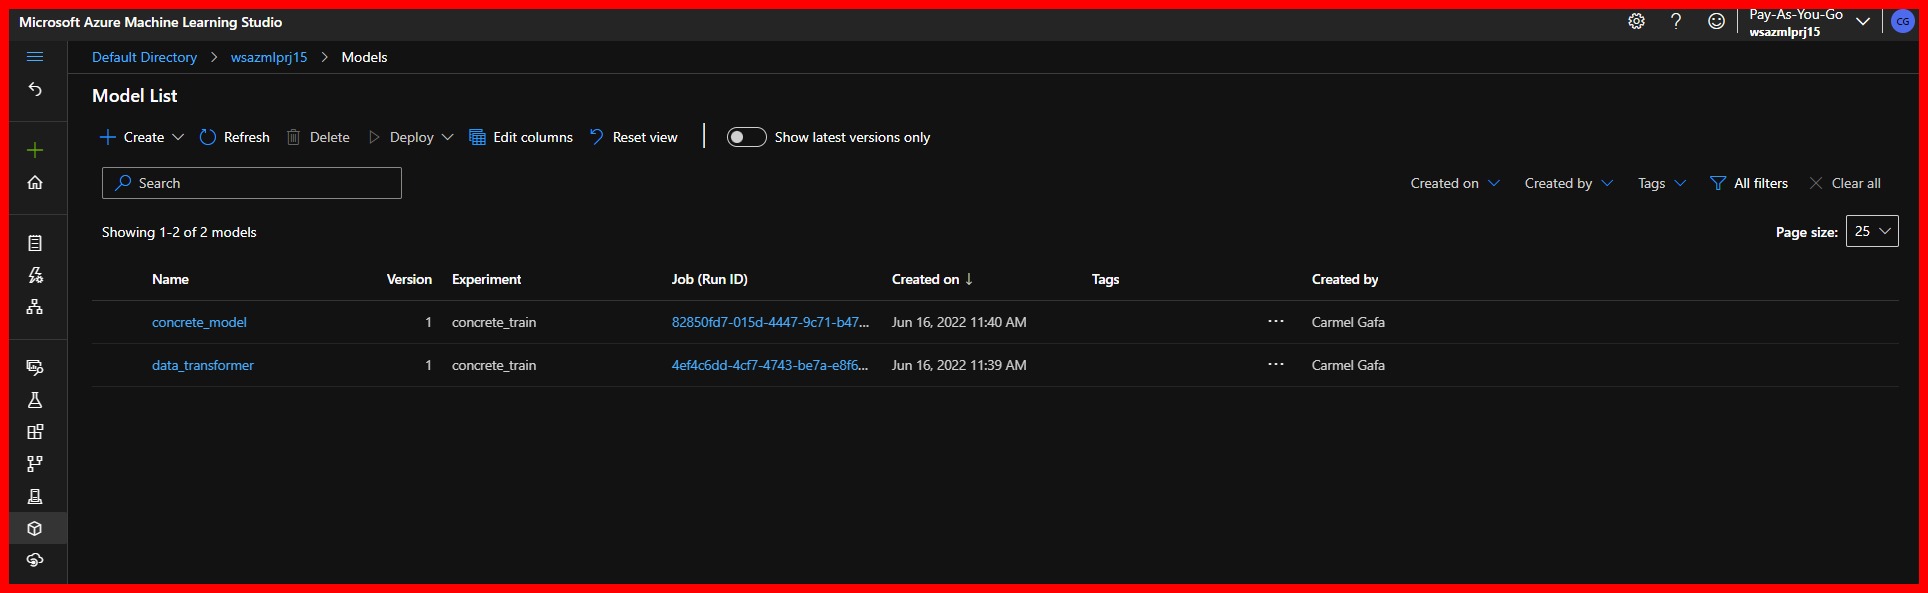 Microsoft Azure Machine Learning Studio
Pay-As-You-Go
wsazmlprj15
CG
Default Directory > wsazmlprj15 > Models
Model List
Create Refresh Delete Deploy Edit columns Reset view Show latest versions only
Search Created on Created by Tags All filters Clear all
Showing 1-2 of 2 models Page size: 25
Name Version Experiment Job (Run ID) Created on ↓ Tags Created by
concrete_model 1 concrete_train 82850fd7-015d-4447-9c71-b47... Jun 16, 2022 11:40 AM ... Carmel Gafa
data_transformer 1 concrete_train 4ef4c6dd-4cf7-4743-be7a-e8f6... Jun 16, 2022 11:39 AM ... Carmel Gafa